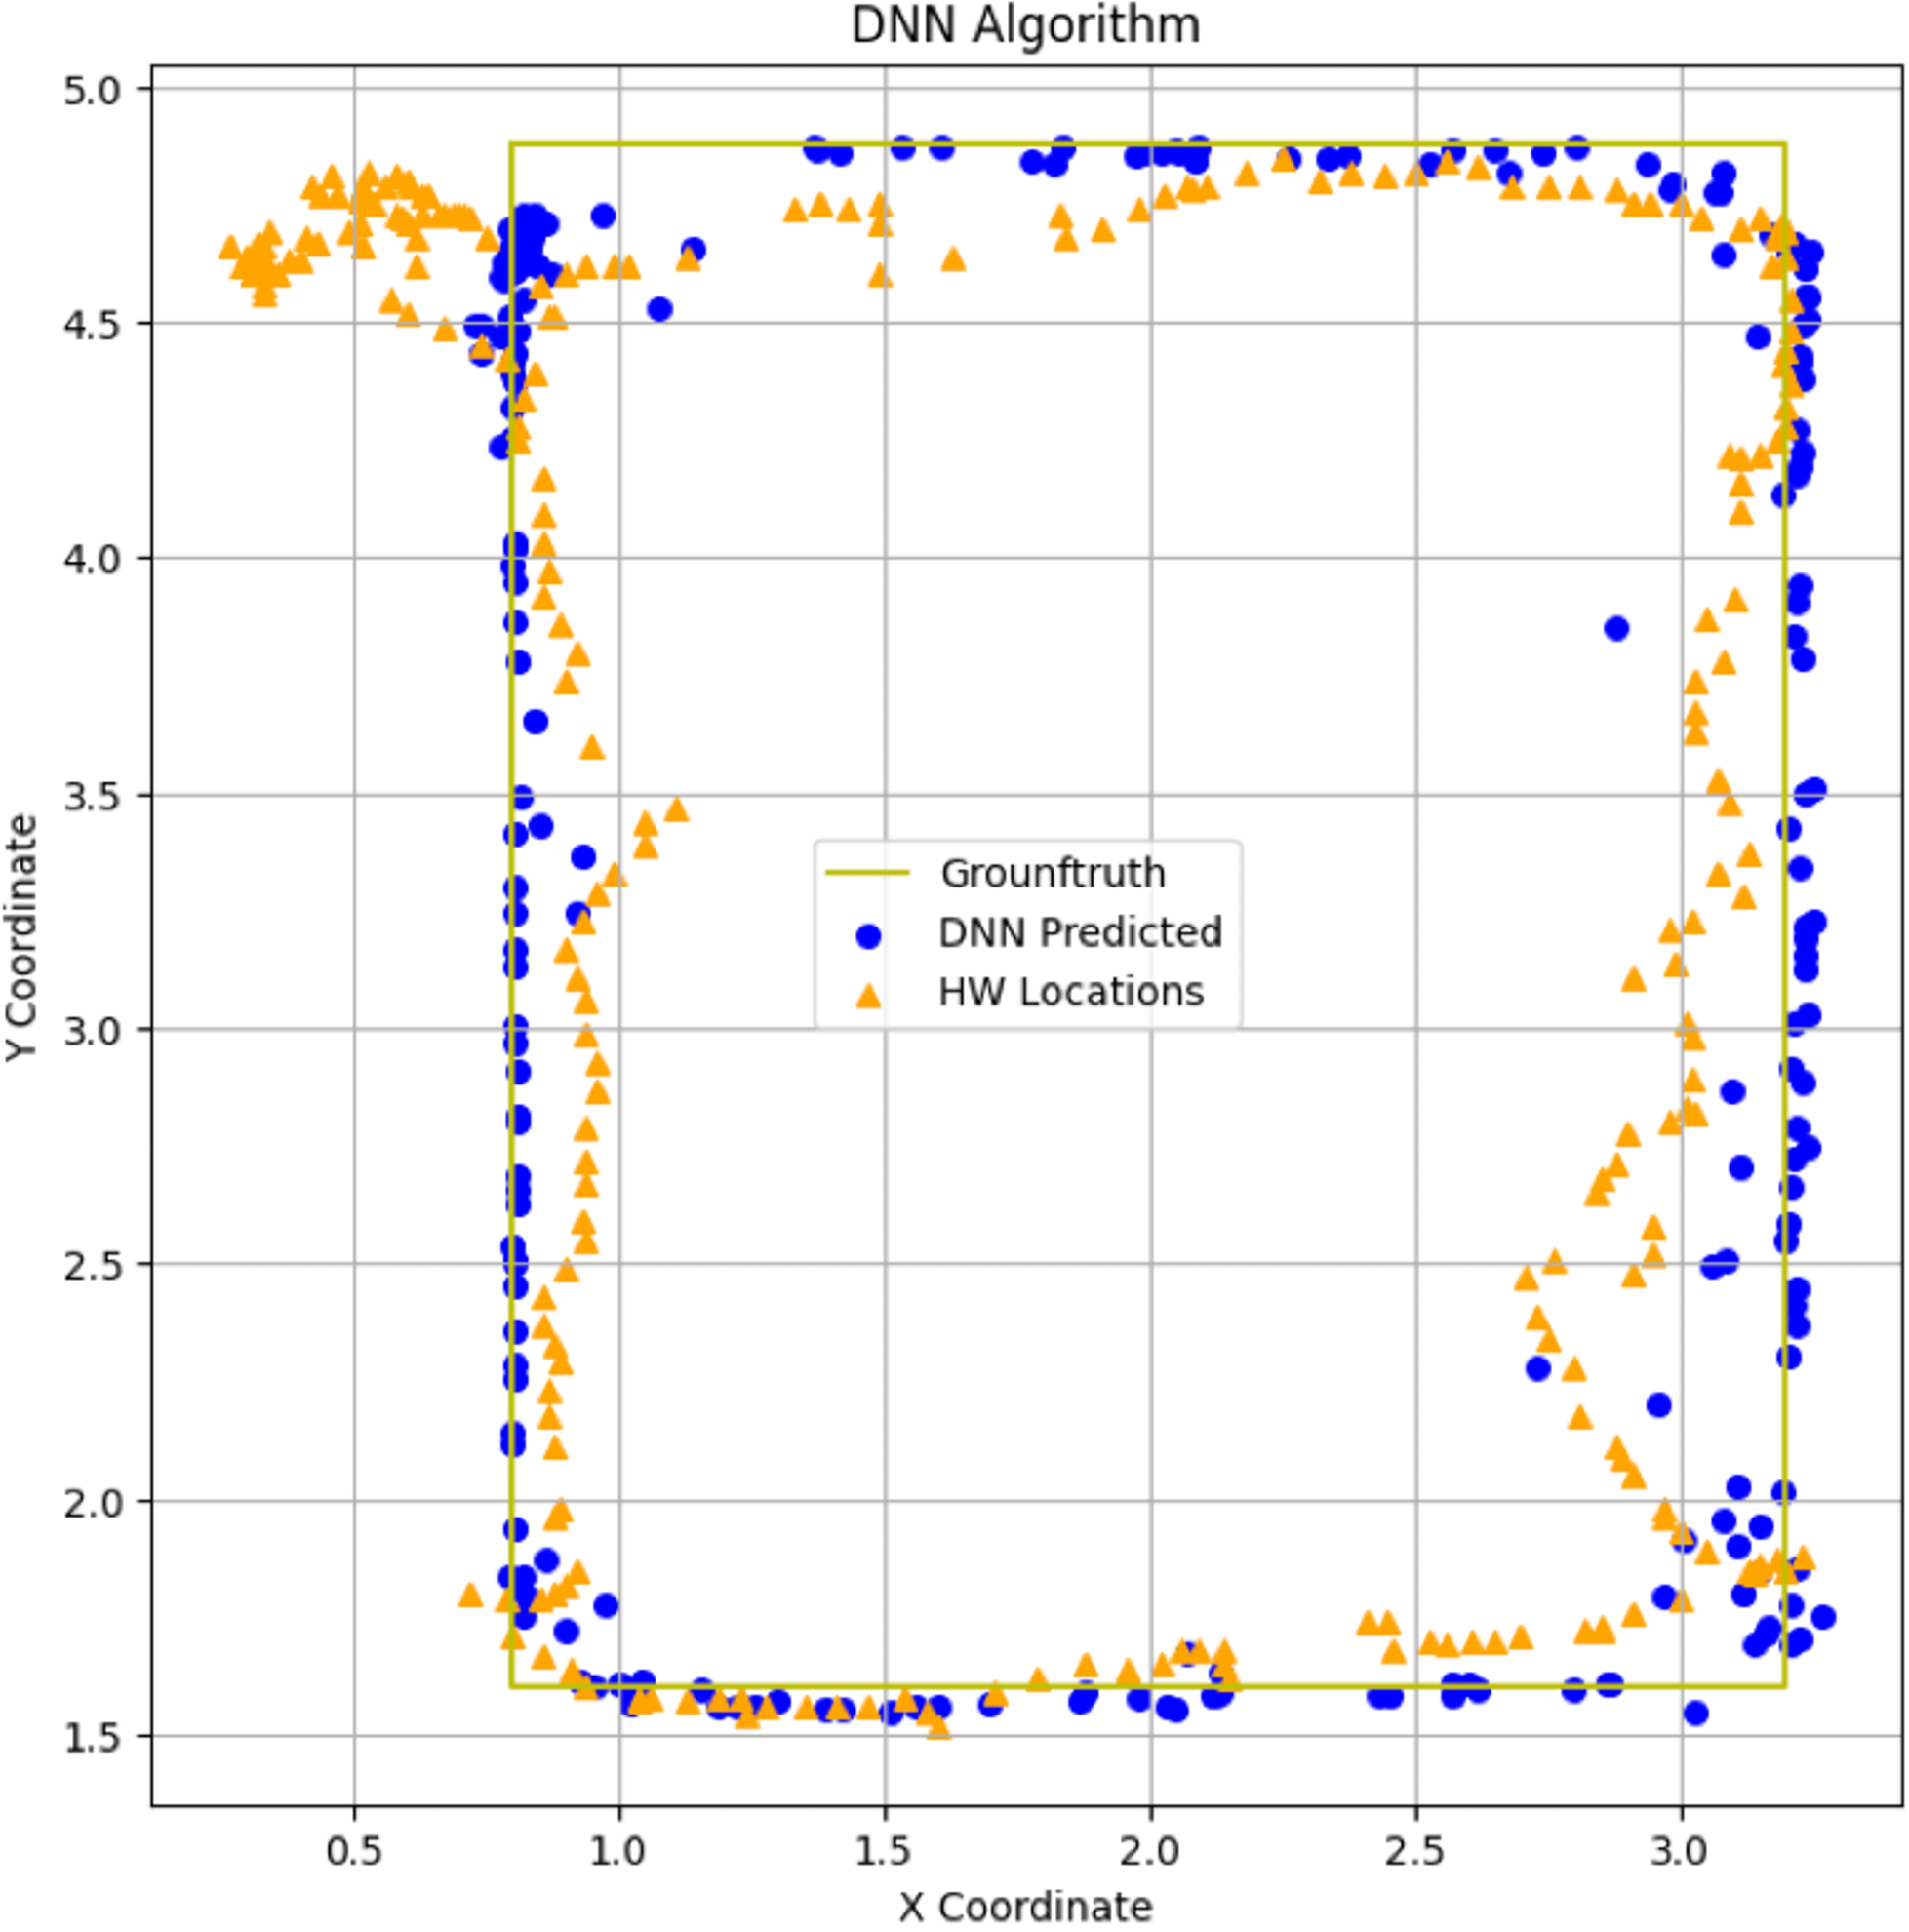 DNN Algorithm
5.0
4.5
4.0
3.5
3.0
2.5
2.0
1.5
Y Coordinate
Grounftruth
DNN Predicted
HW Locations
0.5 1.0 1.5 2.0 2.5 3.0
X Coordinate